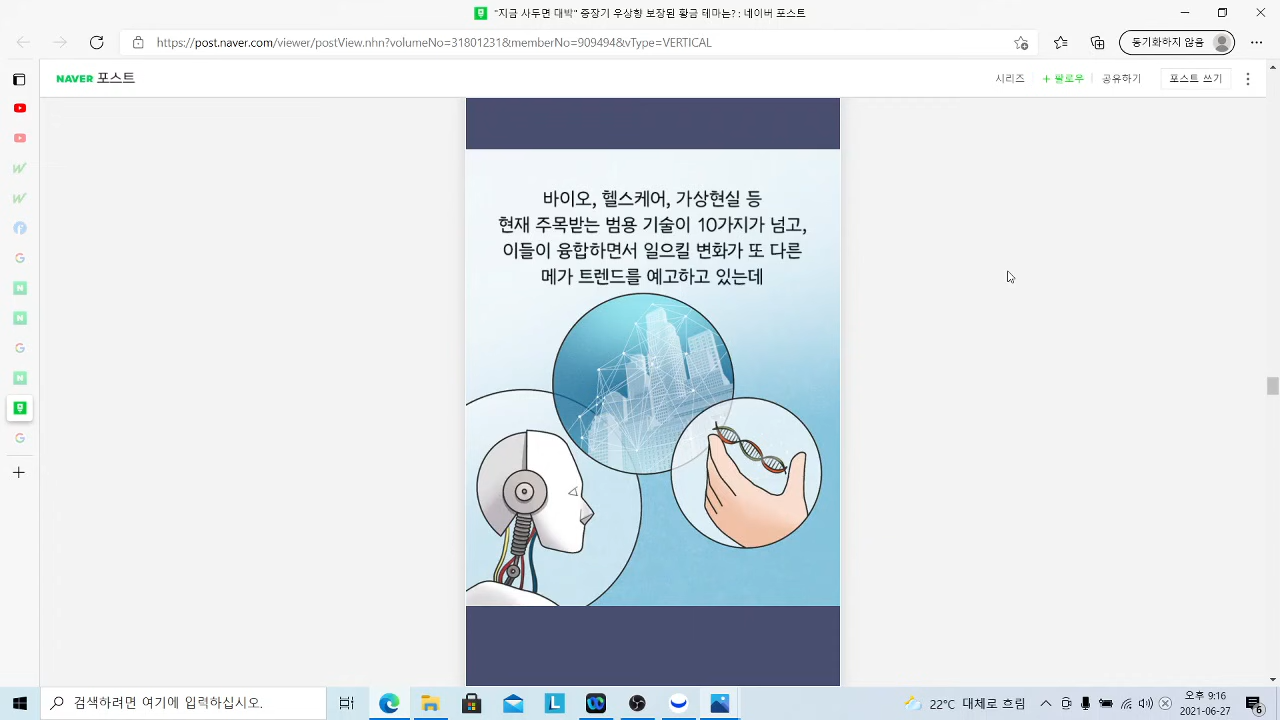 "지금 사두면 대박" 장기 우상향 보장된 황금 테마는? : 네이버 포스트
https://post.naver.com/viewer/postView.nhn?volumeNo=31801231&memberNo=909494&vType=VERTICAL
동기화하지 않음
NAVER 포스트
시리즈
+ 팔로우
공유하기
포스트 쓰기
바이오, 헬스케어, 가상현실 등
현재 주목받는 범용 기술이 10가지가 넘고,
이들이 융합하면서 일으킬 변화가 또 다른
메가 트렌드를 예고하고 있는데
검색하려면 여기에 입력하십시오.
22°C 대체로 흐림
오후 9:16
2021-06-27
6